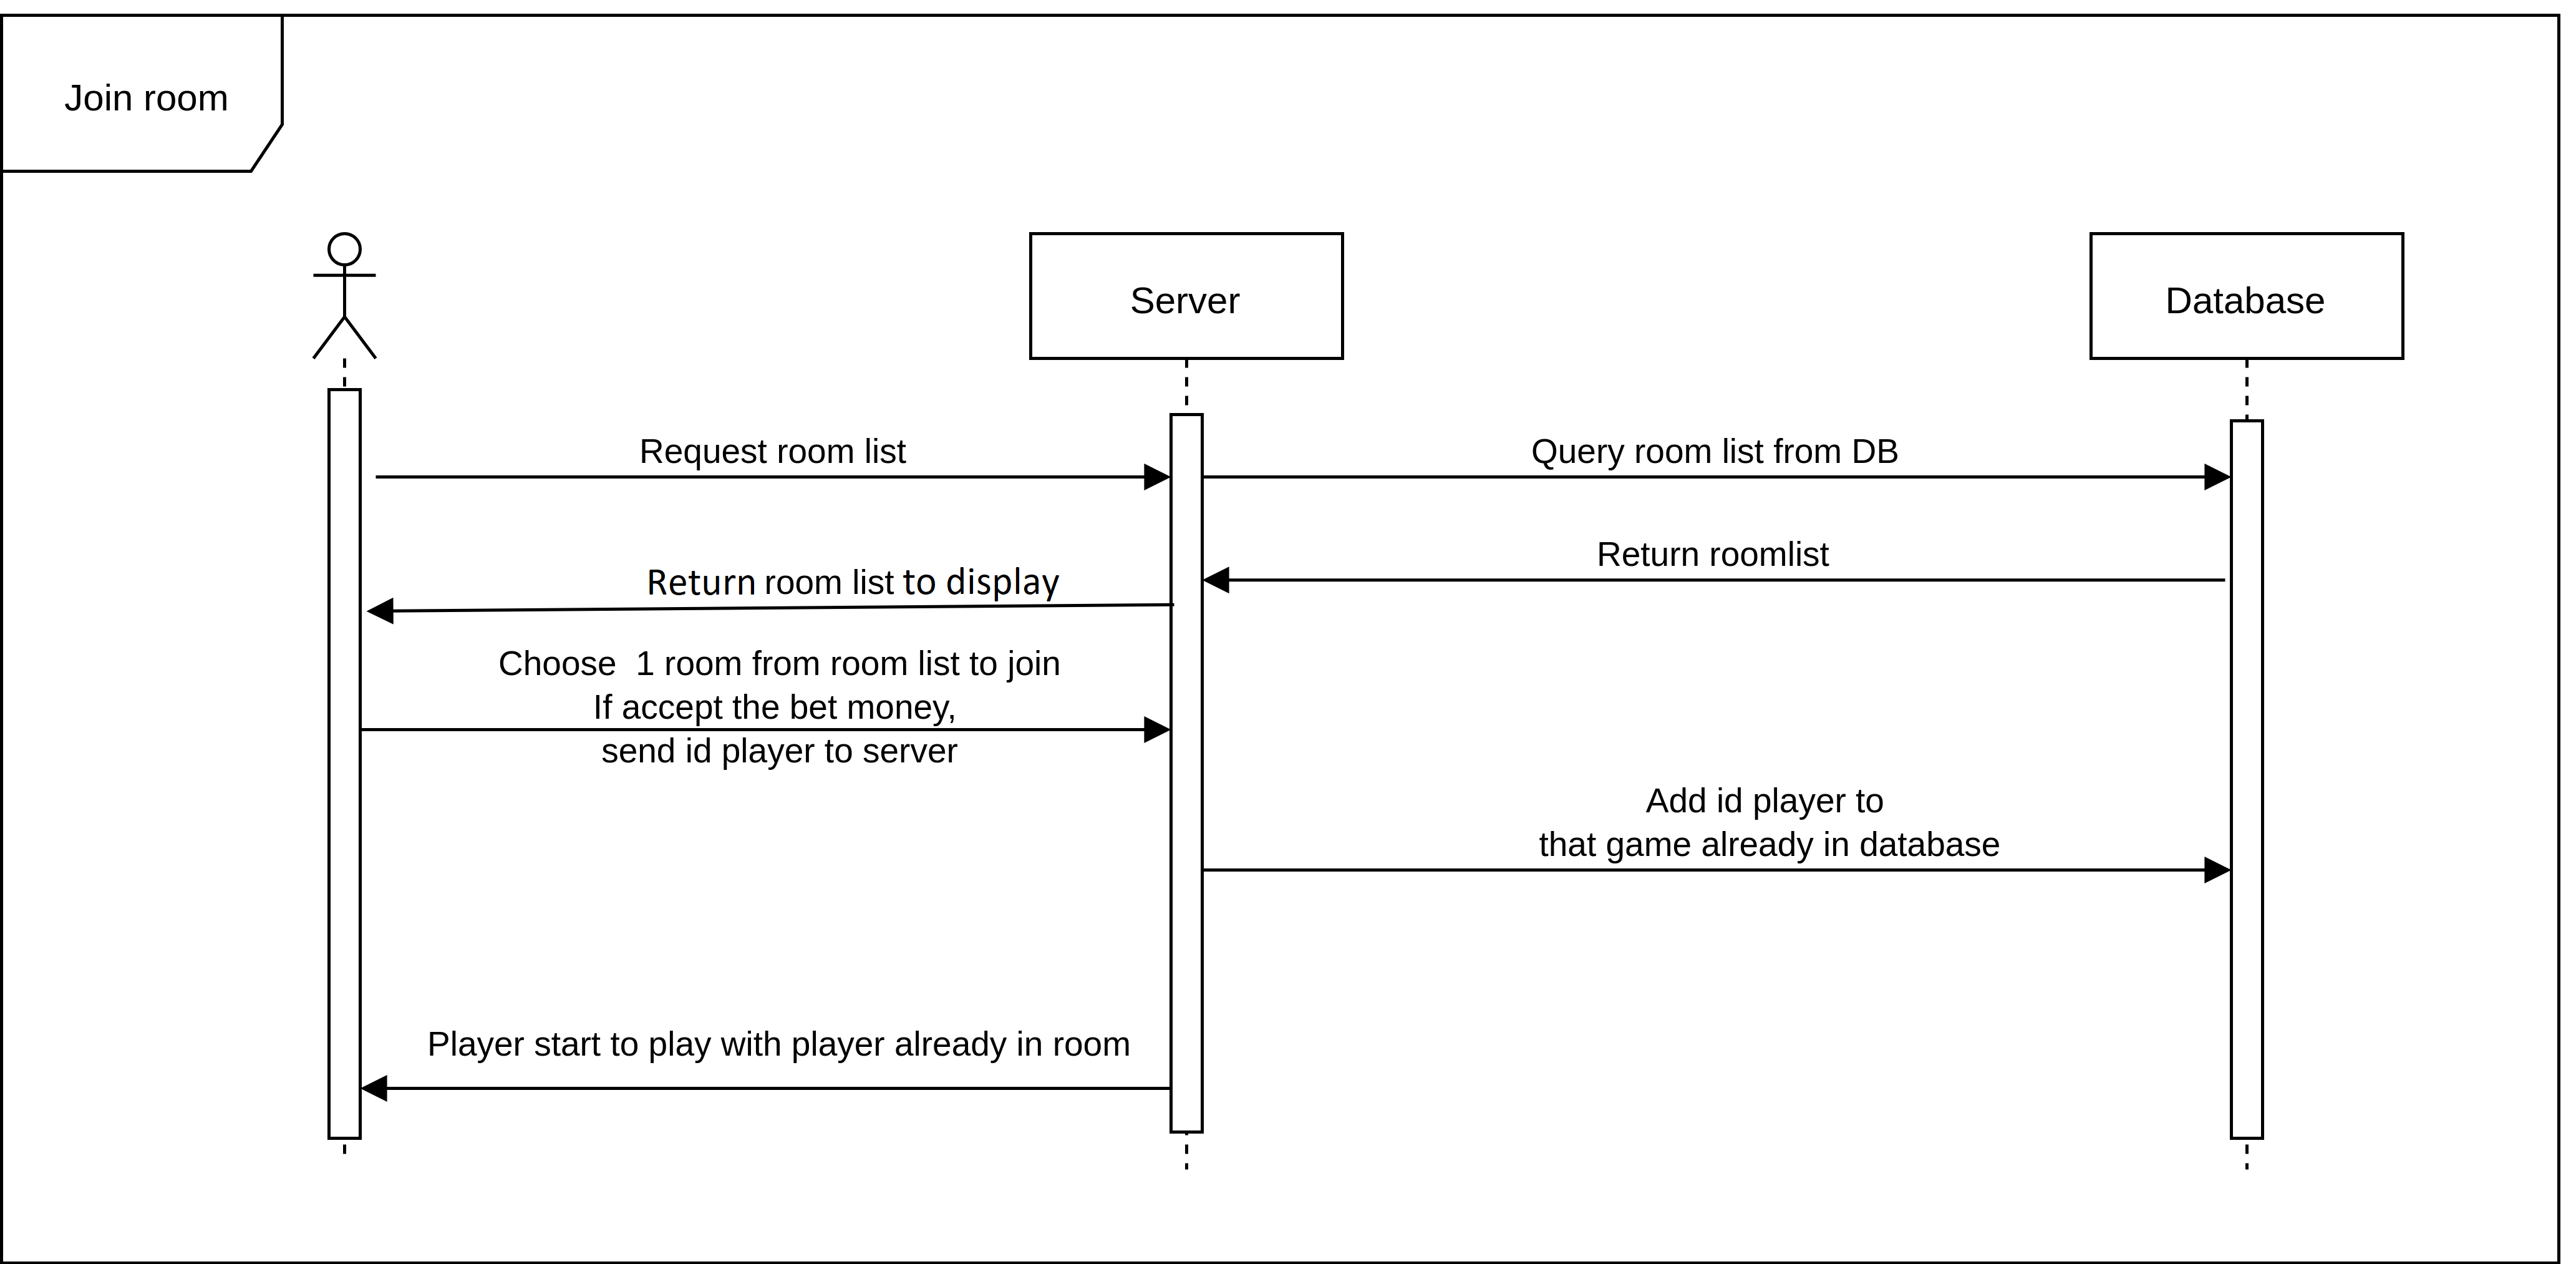 Join room
Server
Database
Request room list
Query room list from DB
Return roomlist
Return room list to display
Choose  1 room from room list to join
If accept the bet money,
send id player to server
Add id player to
that game already in database
Player start to play with player already in room